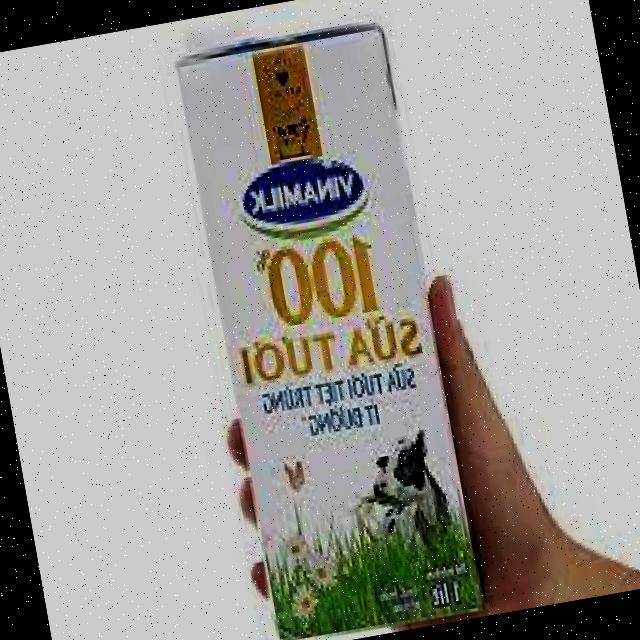 VINAMILK
100%
SỮA TƯƠI
SỮA TƯƠI TIỆT TRÙNG
ÍT ĐƯỜNG
1 lít